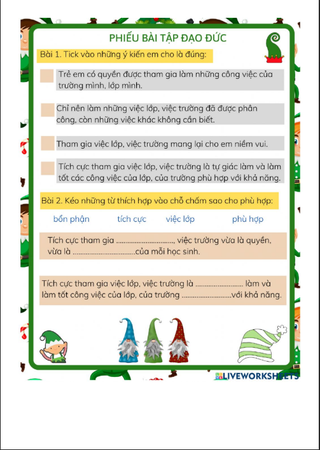 PHIẾU BÀI TẬP ĐẠO ĐỨC
Bài 1. Tick vào những ý kiến em cho là đúng:
Trẻ em có quyền được tham gia làm những công việc của
trường mình, lớp mình.
Chỉ nên làm những việc lớp, việc trường đã được phân
công, còn những việc khác không cần biết.
Tham gia việc lớp, việc trường mang lại cho em niềm vui.
Tích cực tham gia việc lớp, việc trường là tự giác làm và làm
tốt các công việc của lớp, của trường phù hợp với khả năng.
Bài 2. Kéo những từ thích hợp vào chỗ chấm sao cho phù hợp:
bổn phận tích cực việc lớp phù hợp
Tích cực tham gia ........................, việc trường vừa là quyền,
vừa là ..............................của mỗi học sinh.
Tích cực tham gia việc lớp, việc trường là ...................... làm và
làm tốt công việc của lớp, của trường ....................với khả năng.
LIVEWORKSHEETS